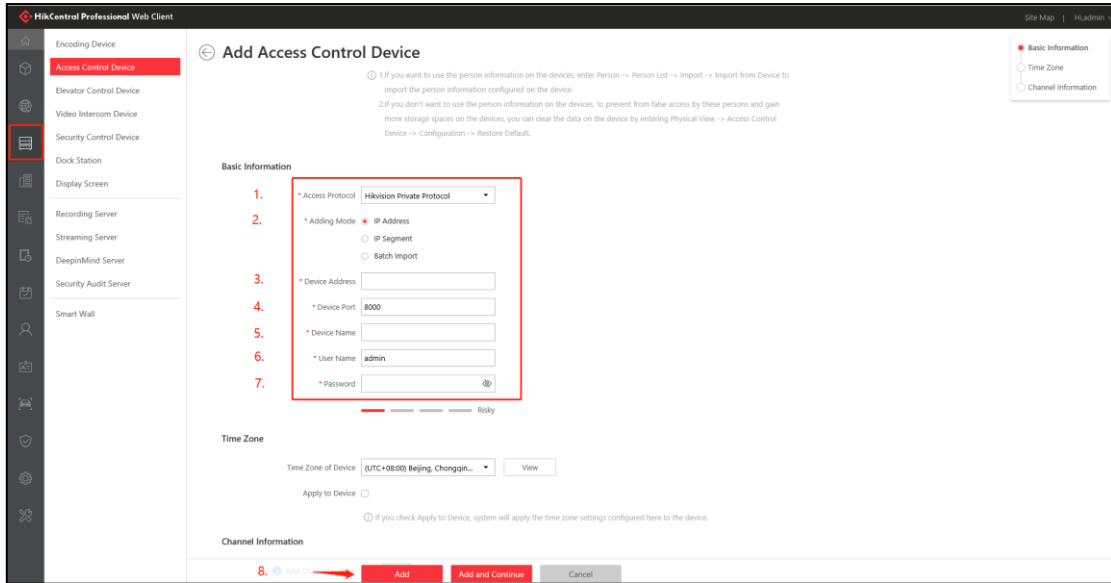 HikCentral Professional Web Client
Site Map | Hi,admin
Encoding Device
Access Control Device
Elevator Control Device
Video Intercom Device
Security Control Device
Dock Station
Display Screen
Recording Server
Streaming Server
DeepinMind Server
Security Audit Server
Smart Wall
Add Access Control Device
1.If you want to use the person information on the devices, enter Person -> Person List -> Import -> Import from Device to
import the person information configured on the device.
2.If you don't want to use the person information on the devices, to prevent from false access by these persons and gain
more storage spaces on the devices, you can clear the data on the device by entering Physical View -> Access Control
Device -> Configuration -> Restore Default.
Basic Information
1. * Access Protocol Hikvision Private Protocol
2. * Adding Mode IP Address
IP Segment
Batch Import
3. * Device Address
4. * Device Port 8000
5. * Device Name
6. * User Name admin
7. * Password
Risky
Time Zone
Time Zone of Device (UTC+08:00) Beijing, Chongqin... View
Apply to Device
If you check Apply to Device, system will apply the time zone settings configured here to the device.
Channel Information
8. Add Add and Continue Cancel
Basic Information
Time Zone
Channel Information